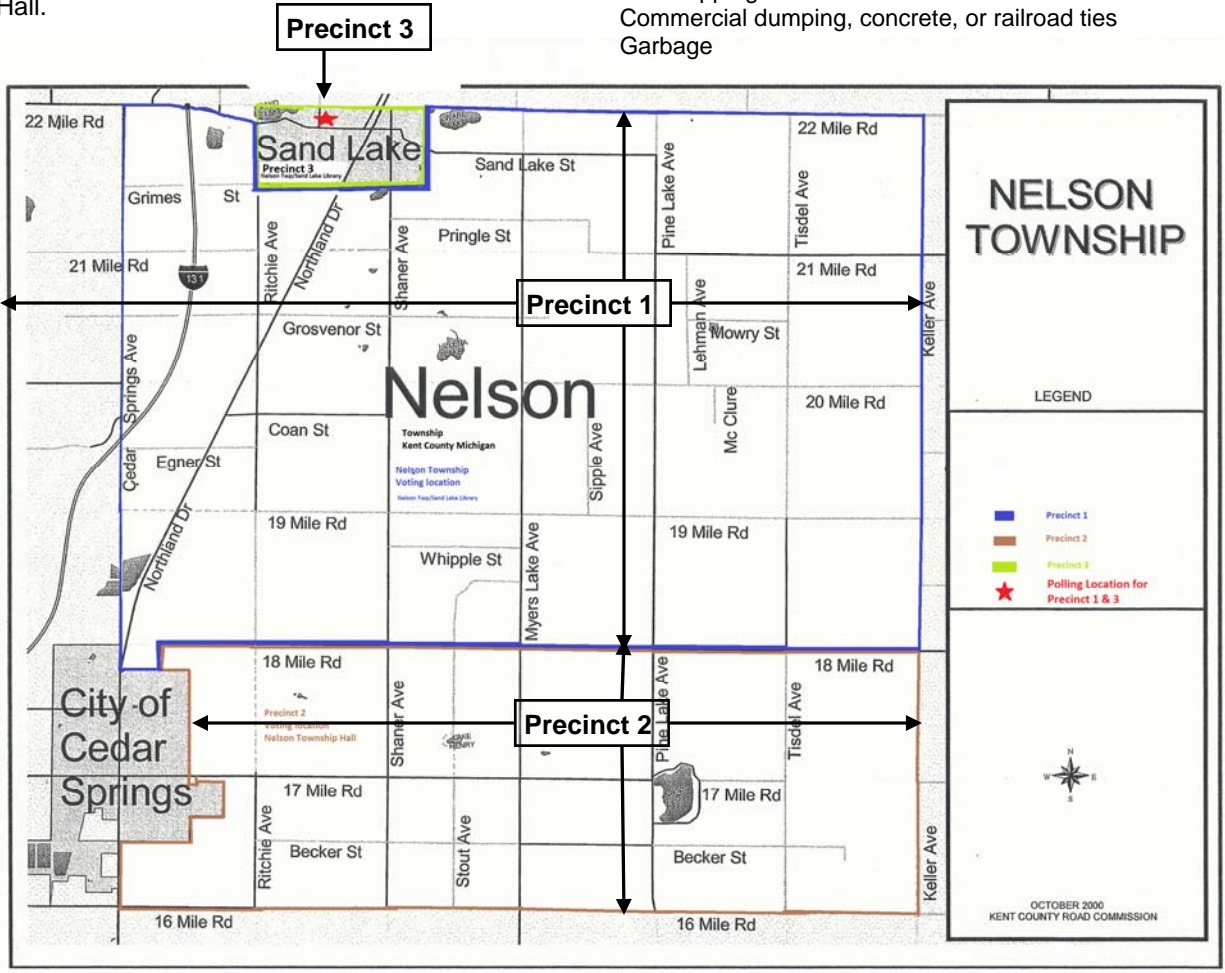 Hall.
Commercial dumping, concrete, or railroad ties
Garbage
Precinct 3
22 Mile Rd
Sand Lake
Precinct 3
Nelson Twp/Sand Lake Library
Sand Lake St
22 Mile Rd
Grimes St
Pringle St
Pine Lake Ave
Tisdel Ave
NELSON
TOWNSHIP
21 Mile Rd
131
Ritchie Ave
Northland Dr
Shaner Ave
21 Mile Rd
Precinct 1
Grosvenor St
Lehman Ave
Mowry St
Keller Ave
Cedar Springs Ave
Nelson
20 Mile Rd
LEGEND
Coan St
Township
Kent County Michigan
Mc Clure
Egner St
Nelson Township
Voting location
Nelson Twp/Sand Lake Library
Sipple Ave
19 Mile Rd
19 Mile Rd
Precinct 1
Precinct 2
Precinct 3
Polling Location for
Precinct 1 & 3
Northland Dr
Whipple St
Myers Lake Ave
18 Mile Rd
18 Mile Rd
City of
Cedar
Springs
Precinct 2
Voting location
Nelson Township Hall
Shaner Ave
LAKE
HENRY
Precinct 2
Pine Lake Ave
Tisdel Ave
N
W E
S
17 Mile Rd
17 Mile Rd
Ritchie Ave
Becker St
Stout Ave
Becker St
Keller Ave
16 Mile Rd
16 Mile Rd
OCTOBER 2000
KENT COUNTY ROAD COMMISSION